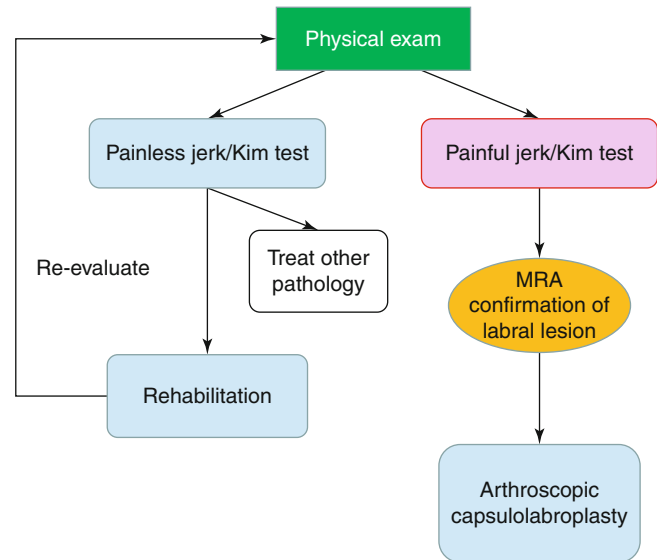 Physical exam
Painless jerk/Kim test
Painful jerk/Kim test
Re-evaluate
Treat other
pathology
MRA
confirmation of
labral lesion
Rehabilitation
Arthroscopic
capsulolabroplasty